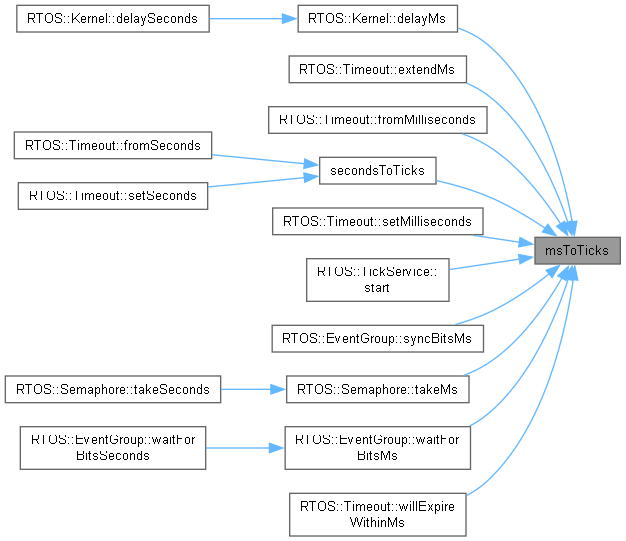 RTOS::Kernel::delaySeconds
RTOS::Kernel::delayMs
RTOS::Timeout::extendMs
RTOS::Timeout::fromMilliseconds
RTOS::Timeout::fromSeconds
secondsToTicks
RTOS::Timeout::setSeconds
RTOS::Timeout::setMilliseconds
msToTicks
RTOS::TickService::
start
RTOS::EventGroup::syncBitsMs
RTOS::Semaphore::takeSeconds
RTOS::Semaphore::takeMs
RTOS::EventGroup::waitFor
BitsSeconds
RTOS::EventGroup::waitFor
BitsMs
RTOS::Timeout::willExpire
WithinMs